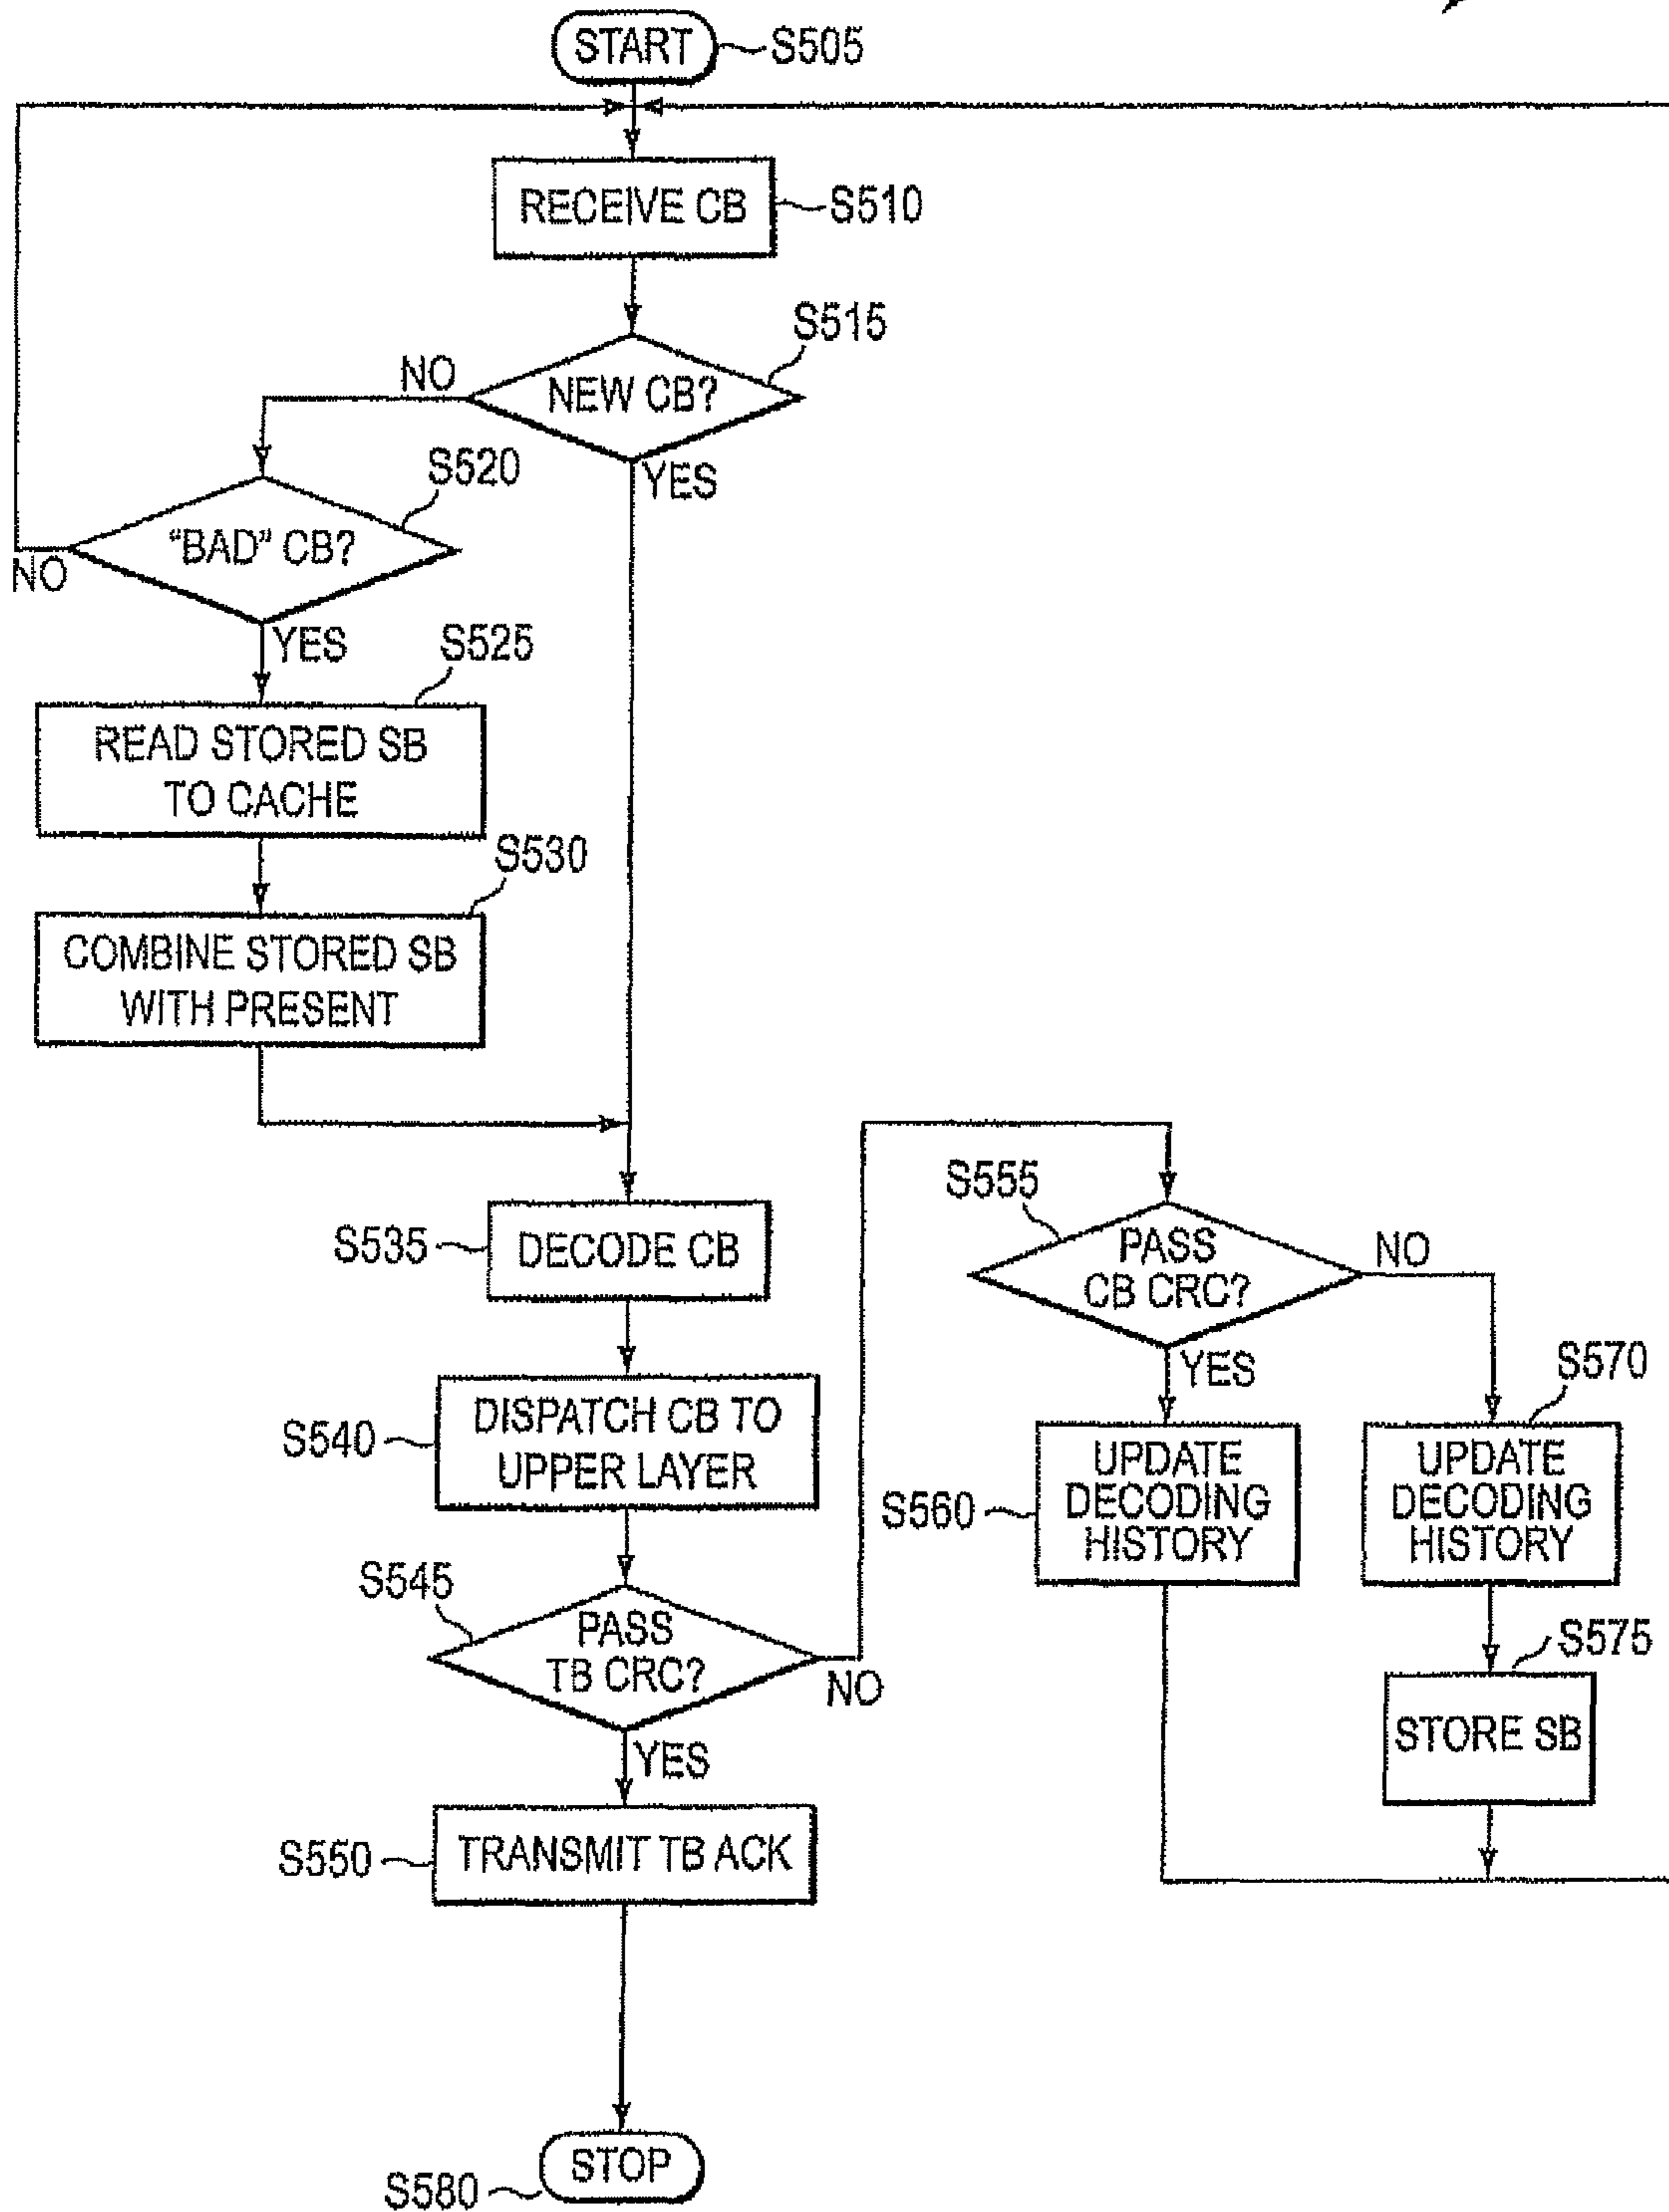 START
S505
RECEIVE CB
S510
S515
NEW CB?
NO
YES
S520
"BAD" CB?
NO
YES
S525
READ STORED SB
TO CACHE
S530
COMBINE STORED SB
WITH PRESENT
S535
DECODE CB
S540
DISPATCH CB TO
UPPER LAYER
S545
PASS
TB CRC?
NO
YES
S550
TRANSMIT TB ACK
S555
PASS
CB CRC?
NO
YES
S560
UPDATE
DECODING
HISTORY
S570
UPDATE
DECODING
HISTORY
S575
STORE SB
STOP
S580